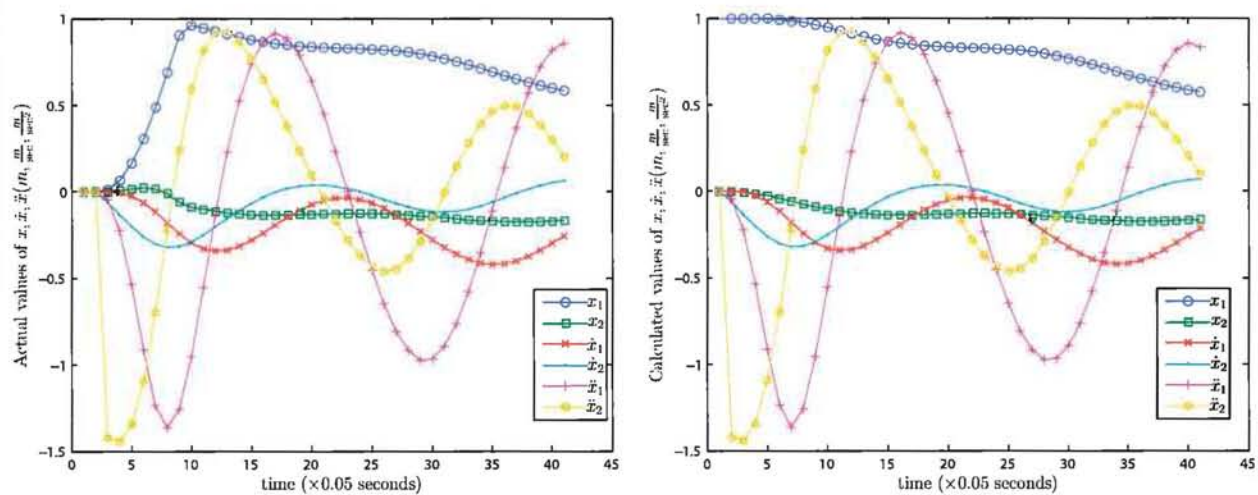 Actual values of x; ẋ; ẍ(m; m/sec; m/sec²)
1
0.5
0
−0.5
−1
−1.5
0 5 10 15 20 25 30 35 40 45
time (×0.05 seconds)
x₁
x₂
ẋ₁
ẋ₂
ẍ₁
ẍ₂
Calculated values of x; ẋ; ẍ(m; m/sec; m/sec²)
1
0.5
0
−0.5
−1
−1.5
0 5 10 15 20 25 30 35 40 45
time (×0.05 seconds)
x₁
x₂
ẋ₁
ẋ₂
ẍ₁
ẍ₂